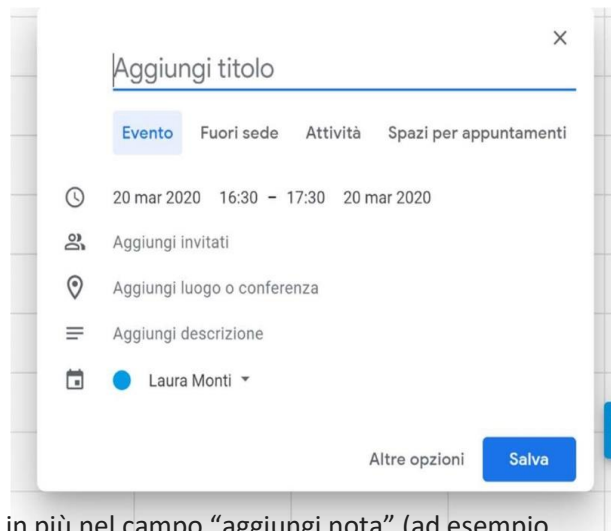 Aggiungi titolo
Evento Fuori sede Attività Spazi per appuntamenti
20 mar 2020 16:30 – 17:30 20 mar 2020
Aggiungi invitati
Aggiungi luogo o conferenza
Aggiungi descrizione
Laura Monti
Altre opzioni Salva
in più nel campo “aggiungi nota” (ad esempio